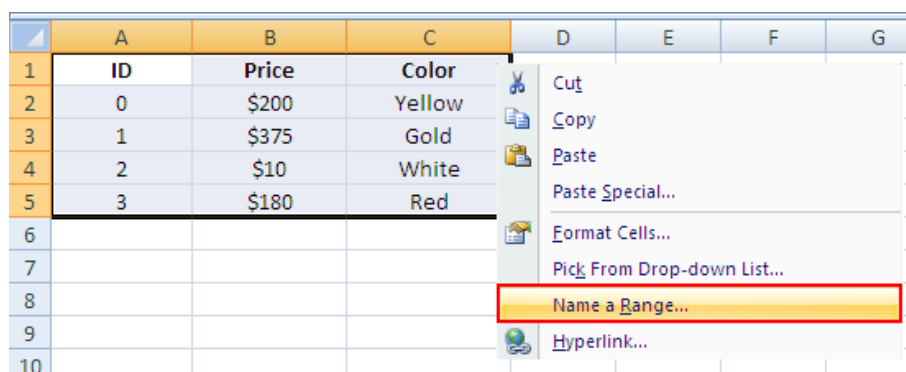 A B C D E F G
1 ID Price Color
2 0 $200 Yellow
3 1 $375 Gold
4 2 $10 White
5 3 $180 Red
6
7
8
9
10
Cut
Copy
Paste
Paste Special...
Format Cells...
Pick From Drop-down List...
Name a Range...
Hyperlink...